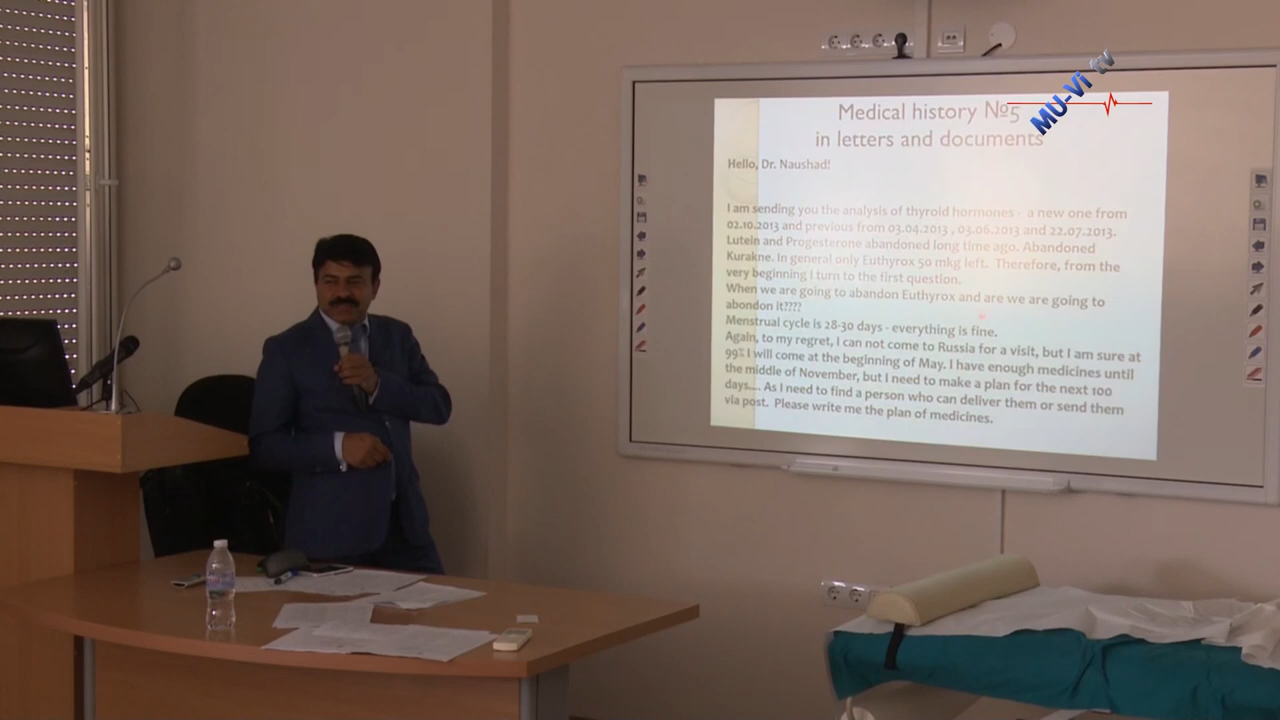 MU-Vi tv
Medical history №5
in letters and documents
Hello, Dr. Naushad!
I am sending you the analysis of thyroid hormones - a new one from
02.10.2013 and previous from 03.04.2013 , 03.06.2013 and 22.07.2013.
Lutein and Progesterone abandoned long time ago. Abandoned
Kurakne. In general only Euthyrox 50 mkg left. Therefore, from the
very beginning I turn to the first question.
When we are going to abandon Euthyrox and are we are going to
abondon it????
Menstrual cycle is 28-30 days - everything is fine.
Again, to my regret, I can not come to Russia for a visit, but I am sure at
99% I will come at the beginning of May. I have enough medicines until
the middle of November, but I need to make a plan for the next 100
days.... As I need to find a person who can deliver them or send them
via post. Please write me the plan of medicines.